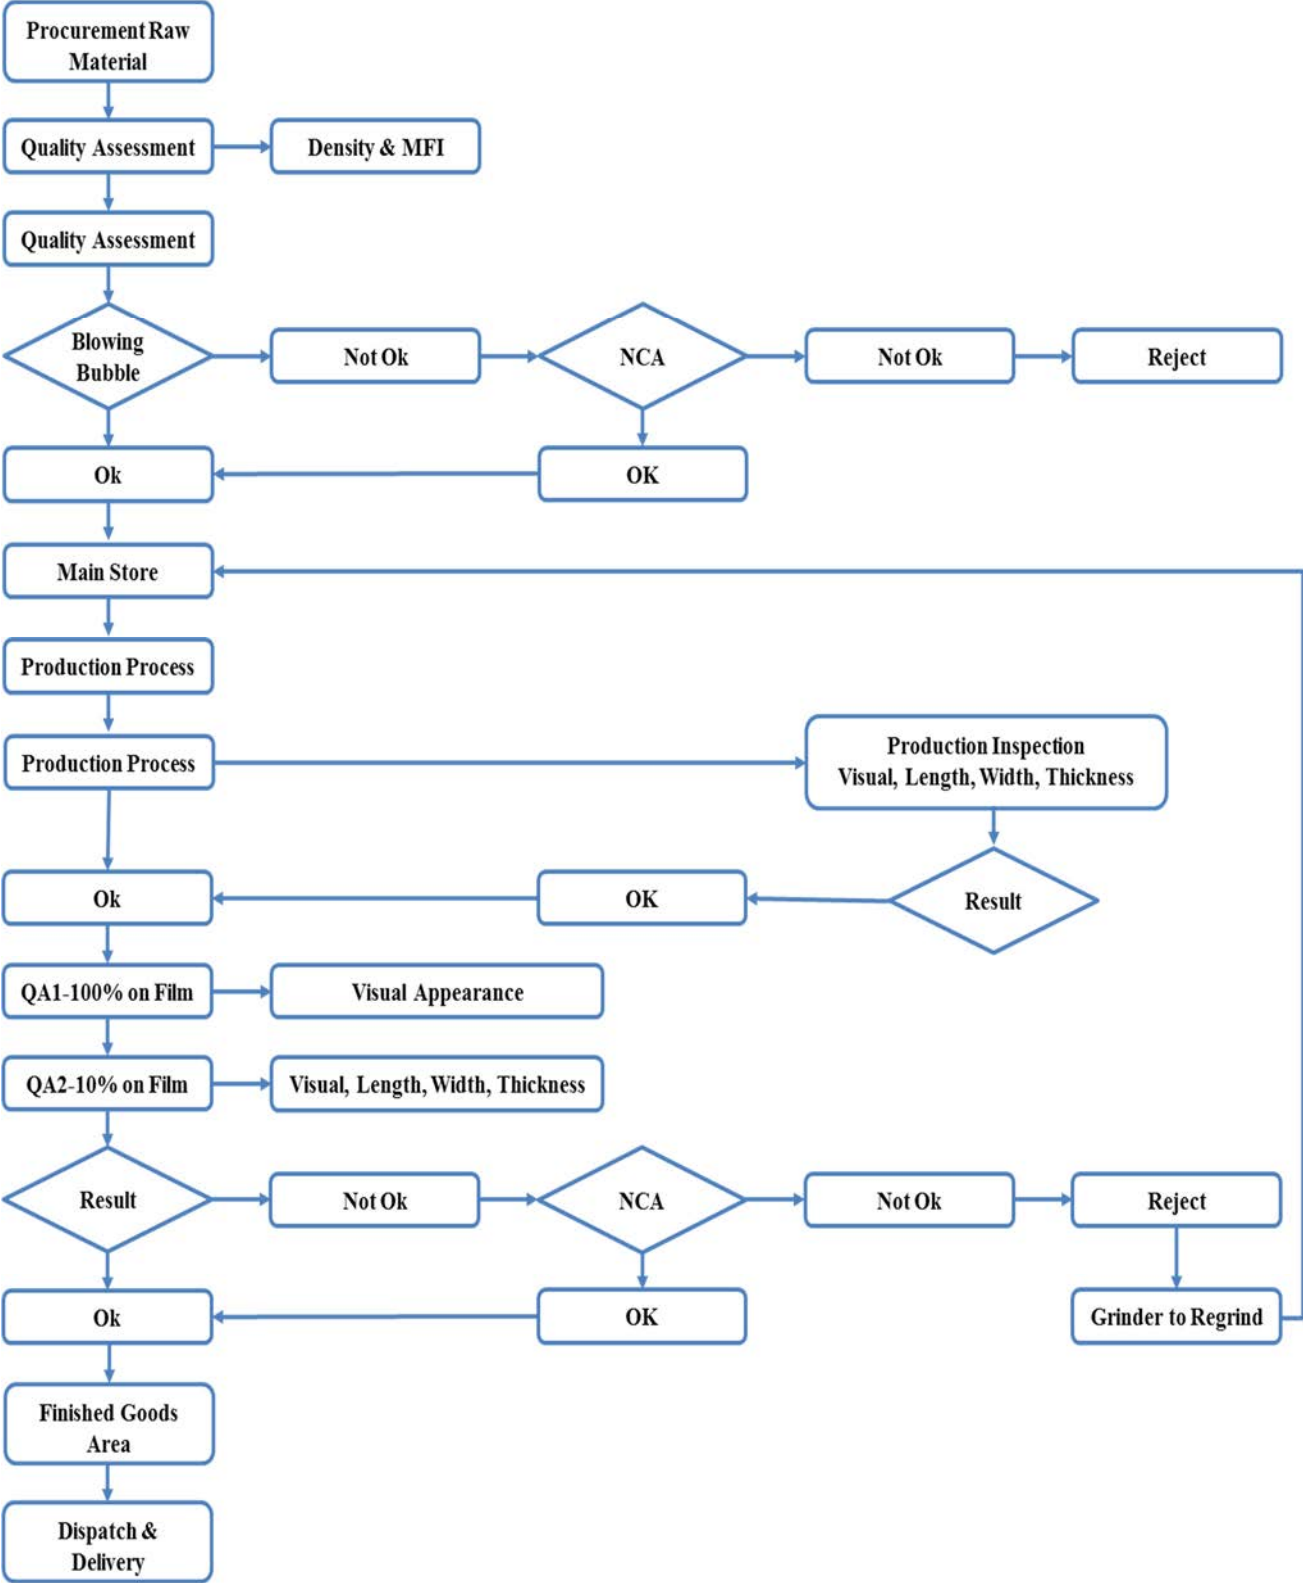 Procurement Raw
Material
Quality Assessment
Density & MFI
Quality Assessment
Blowing
Bubble
Not Ok
NCA
Not Ok
Reject
Ok
OK
Main Store
Production Process
Production Process
Production Inspection
Visual, Length, Width, Thickness
Ok
OK
Result
QA1-100% on Film
Visual Appearance
QA2-10% on Film
Visual, Length, Width, Thickness
Result
Not Ok
NCA
Not Ok
Reject
Ok
OK
Grinder to Regrind
Finished Goods
Area
Dispatch &
Delivery